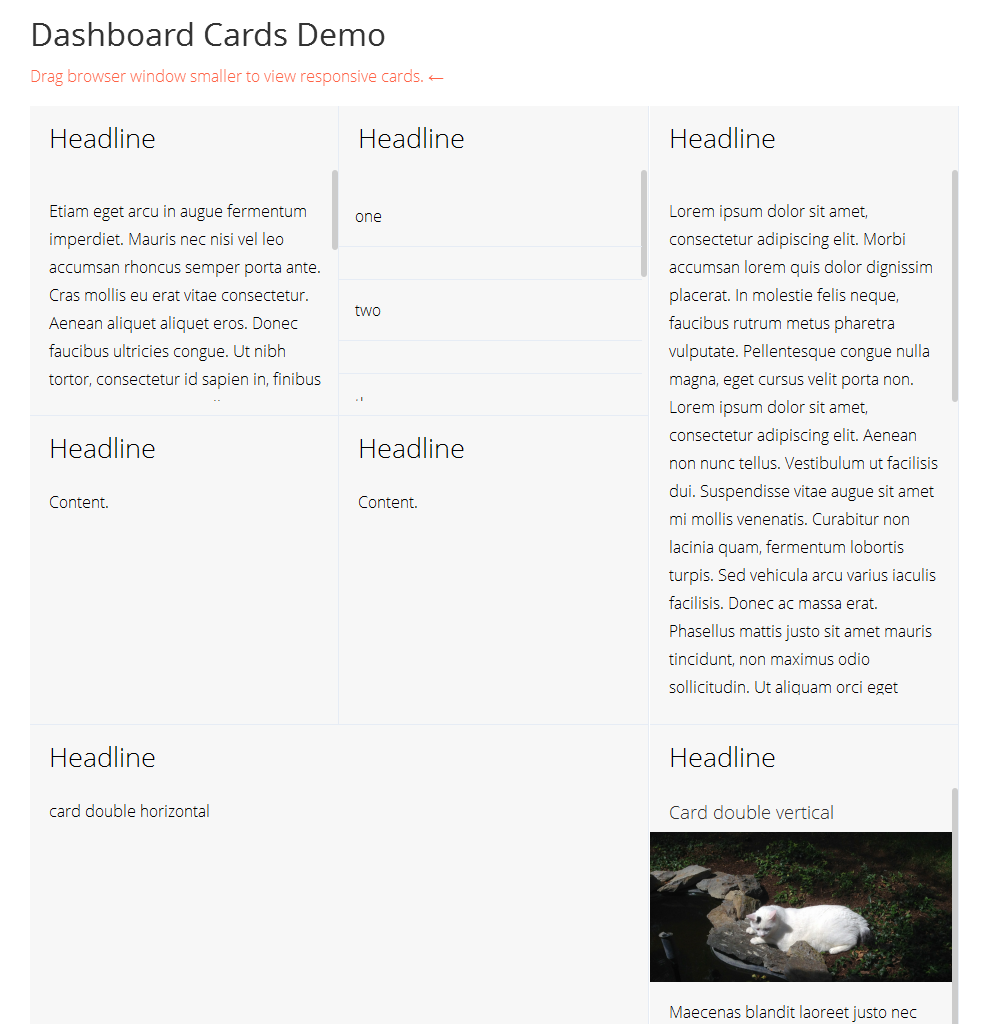 Dashboard Cards Demo
Drag browser window smaller to view responsive cards. ←
Headline
Etiam eget arcu in augue fermentum
imperdiet. Mauris nec nisi vel leo
accumsan rhoncus semper porta ante.
Cras mollis eu erat vitae consectetur.
Aenean aliquet aliquet eros. Donec
faucibus ultricies congue. Ut nibh
tortor, consectetur id sapien in, finibus
Headline
one
two
Headline
Lorem ipsum dolor sit amet,
consectetur adipiscing elit. Morbi
accumsan lorem quis dolor dignissim
placerat. In molestie felis neque,
faucibus rutrum metus pharetra
vulputate. Pellentesque congue nulla
magna, eget cursus velit porta non.
Lorem ipsum dolor sit amet,
consectetur adipiscing elit. Aenean
non nunc tellus. Vestibulum ut facilisis
dui. Suspendisse vitae augue sit amet
mi mollis venenatis. Curabitur non
lacinia quam, fermentum lobortis
turpis. Sed vehicula arcu varius iaculis
facilisis. Donec ac massa erat.
Phasellus mattis justo sit amet mauris
tincidunt, non maximus odio
sollicitudin. Ut aliquam orci eget
Headline
Content.
Headline
Content.
Headline
card double horizontal
Headline
Card double vertical
Maecenas blandit laoreet justo nec